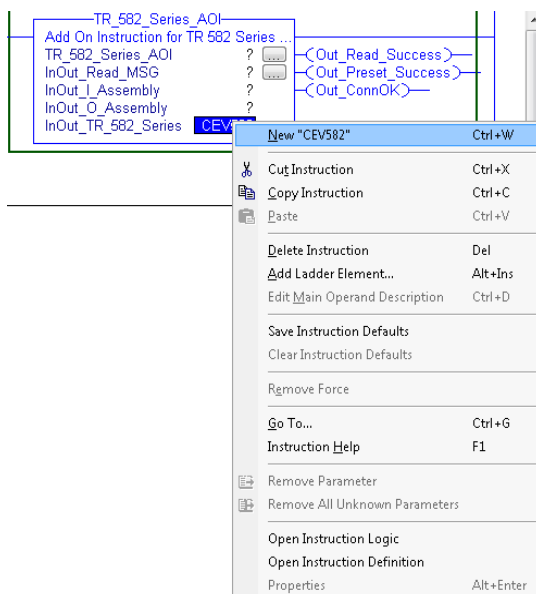 TR_582_Series_AOI
Add On Instruction for TR 582 Series ...
TR_582_Series_AOI ? ... Out_Read_Success
InOut_Read_MSG ? ... Out_Preset_Success
InOut_I_Assembly ? Out_ConnOK
InOut_O_Assembly ?
InOut_TR_582_Series
New "CEV582" Ctrl+W
Cut Instruction Ctrl+X
Copy Instruction Ctrl+C
Paste Ctrl+V
Delete Instruction Del
Add Ladder Element... Alt+Ins
Edit Main Operand Description Ctrl+D
Save Instruction Defaults
Clear Instruction Defaults
Remove Force
Go To... Ctrl+G
Instruction Help F1
Remove Parameter
Remove All Unknown Parameters
Open Instruction Logic
Open Instruction Definition
Properties Alt+Enter